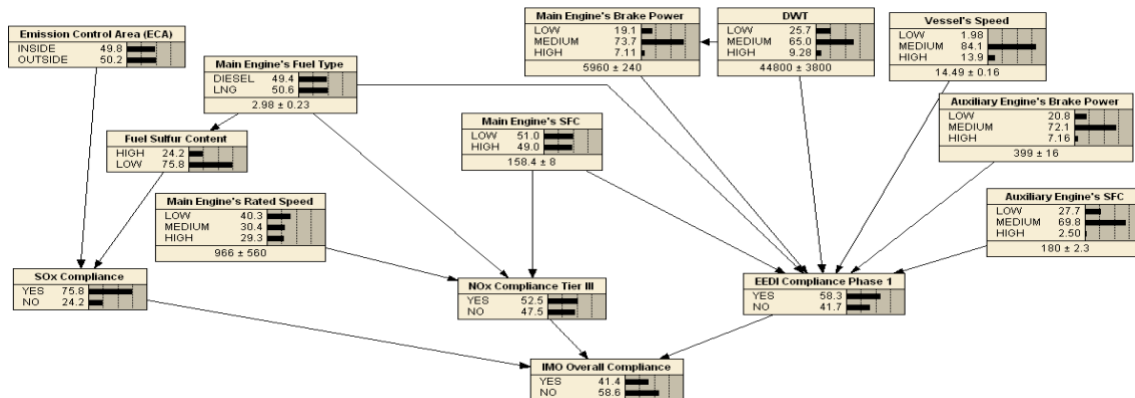 Emission Control Area (ECA)
INSIDE 49.8
OUTSIDE 50.2
Main Engine's Fuel Type
DIESEL 49.4
LNG 50.6
2.98 ± 0.23
Main Engine's Brake Power
LOW 19.1
MEDIUM 73.7
HIGH 7.11
5960 ± 240
DWT
LOW 25.7
MEDIUM 65.0
HIGH 9.28
44800 ± 3800
Vessel's Speed
LOW 1.98
MEDIUM 84.1
HIGH 13.9
14.49 ± 0.16
Auxiliary Engine's Brake Power
LOW 20.8
MEDIUM 72.1
HIGH 7.16
399 ± 16
Fuel Sulfur Content
HIGH 24.2
LOW 75.8
Main Engine's SFC
LOW 51.0
HIGH 49.0
158.4 ± 8
Main Engine's Rated Speed
LOW 40.3
MEDIUM 30.4
HIGH 29.3
966 ± 560
Auxiliary Engine's SFC
LOW 27.7
MEDIUM 69.8
HIGH 2.50
180 ± 2.3
SOx Compliance
YES 75.8
NO 24.2
NOx Compliance Tier III
YES 52.5
NO 47.5
EEDI Compliance Phase 1
YES 58.3
NO 41.7
IMO Overall Compliance
YES 41.4
NO 58.6